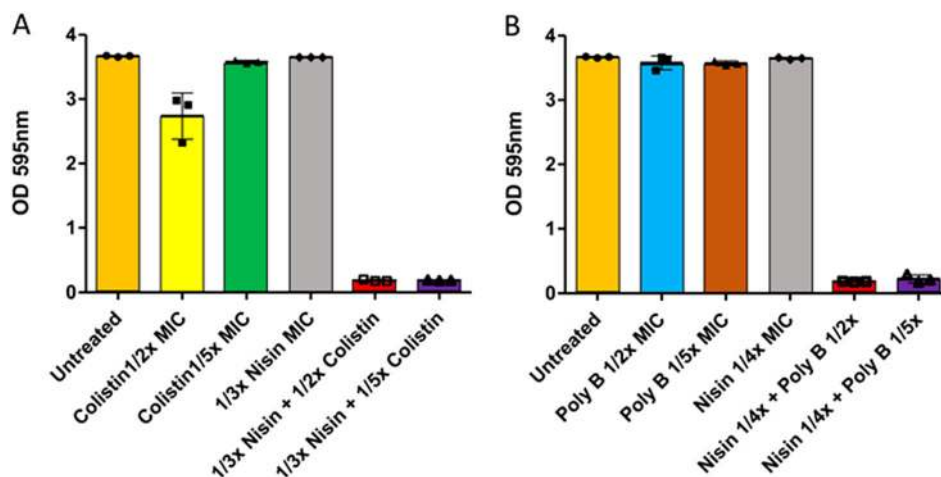 A
OD 595nm
4
3
2
1
0
Untreated
Colistin1/2x MIC
Colistin1/5x MIC
1/3x Nisin MIC
1/3x Nisin + 1/2x Colistin
1/3x Nisin + 1/5x Colistin
B
OD 595nm
4
3
2
1
0
Untreated
Poly B 1/2x MIC
Poly B 1/5x MIC
Nisin 1/4x MIC
Nisin 1/4x + Poly B 1/2x
Nisin 1/4x + Poly B 1/5x